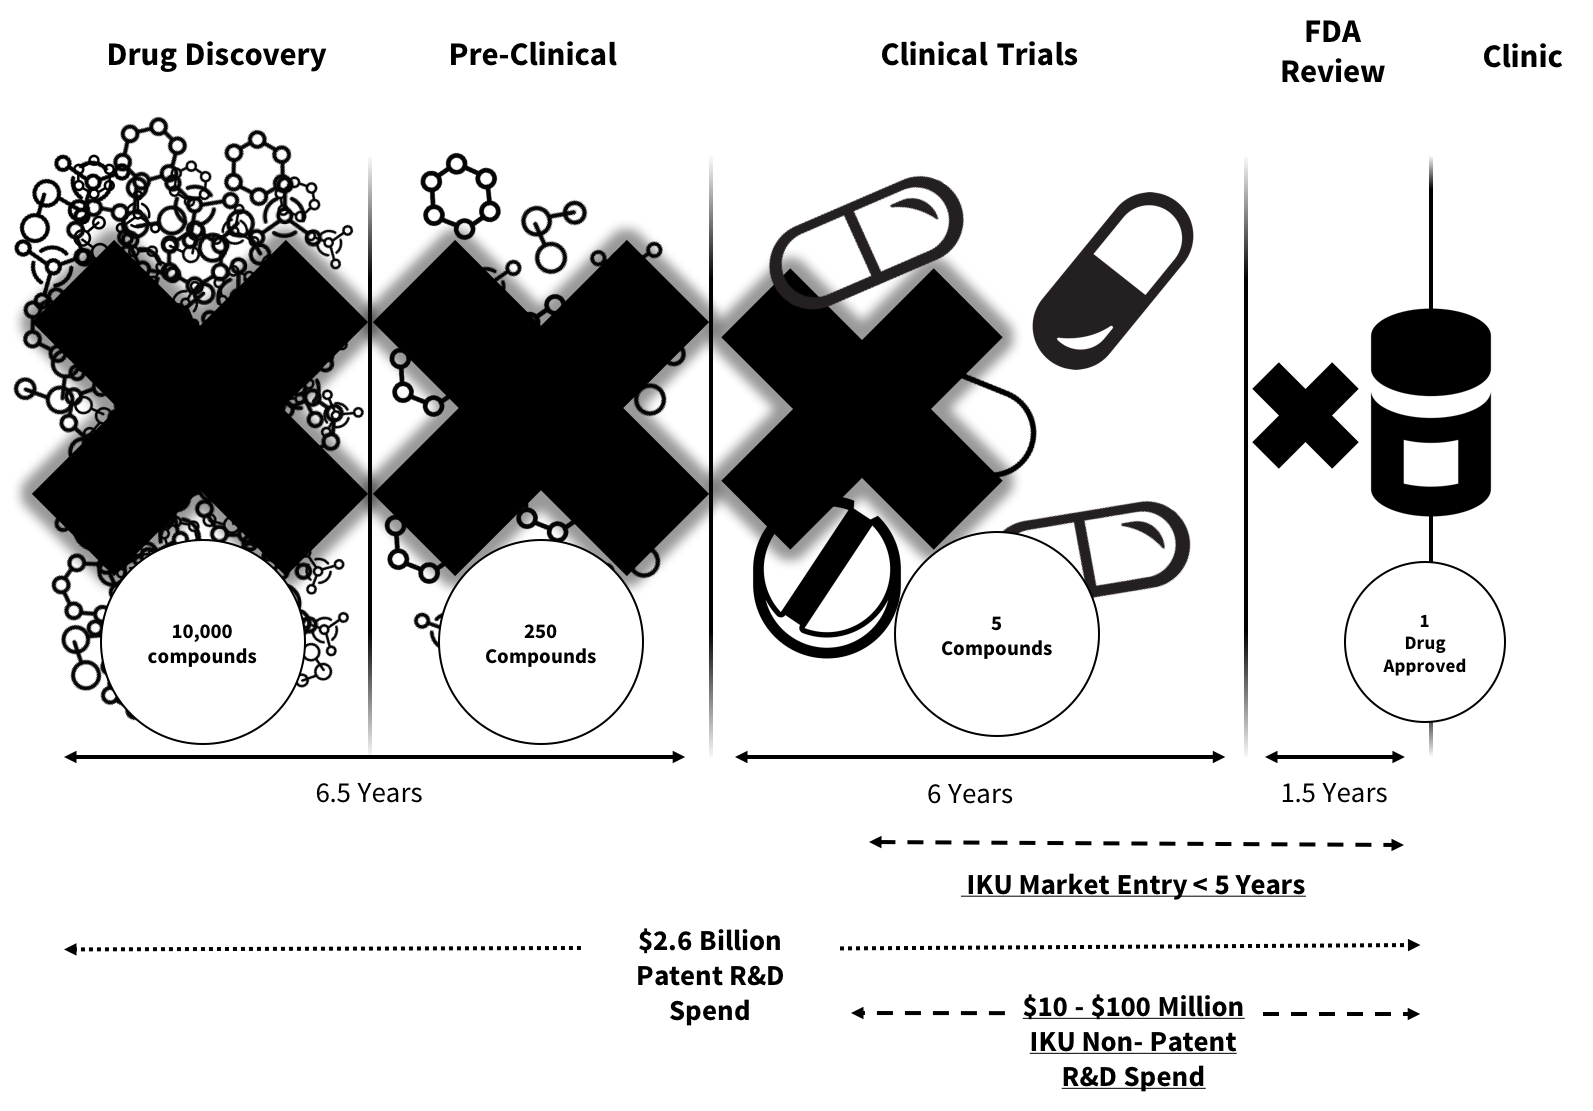 Drug Discovery
Pre-Clinical
Clinical Trials
FDA
Review
Clinic
10,000
compounds
250
Compounds
5
Compounds
1
Drug
Approved
6.5 Years
6 Years
1.5 Years
IKU Market Entry < 5 Years
$2.6 Billion
Patent R&D
Spend
$10 - $100 Million
IKU Non- Patent
R&D Spend